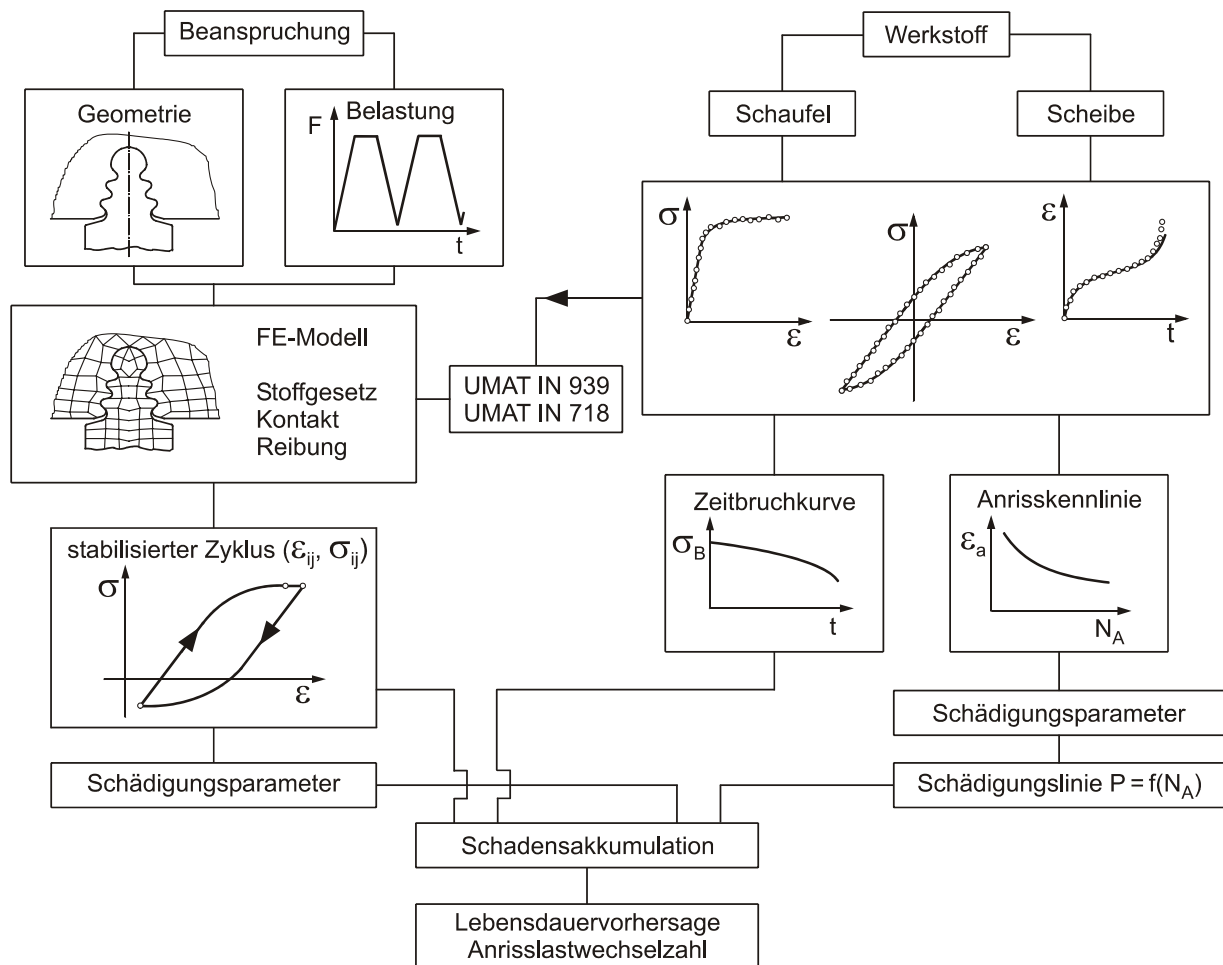 Beanspruchung
Werkstoff
Geometrie
Belastung
F
t
Schaufel
Scheibe
σ
ε
σ
ε
ε
t
FE-Modell
Stoffgesetz
Kontakt
Reibung
UMAT IN 939
UMAT IN 718
stabilisierter Zyklus (εij, σij)
σ
ε
Zeitbruchkurve
σB
t
Anrisskennlinie
εa
NA
Schädigungsparameter
Schädigungsparameter
Schädigungslinie P = f(NA)
Schadensakkumulation
Lebensdauervorhersage
Anrisslastwechselzahl